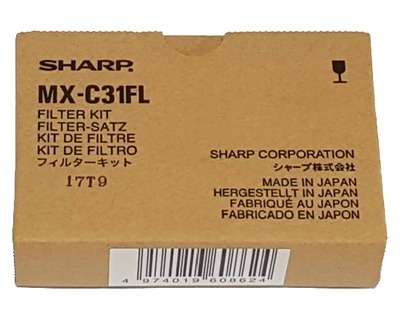 SHARP
MX-C31FL
FILTER KIT
FILTER-SATZ
KIT DE FILTRE
KIT DE FILTRO
フィルターキット
17T9
SHARP CORPORATION
シャープ株式会社
MADE IN JAPAN
HERGESTELLT IN JAPAN
FABRIQUÉ AU JAPON
FABRICADO EN JAPON
4 974019 608624